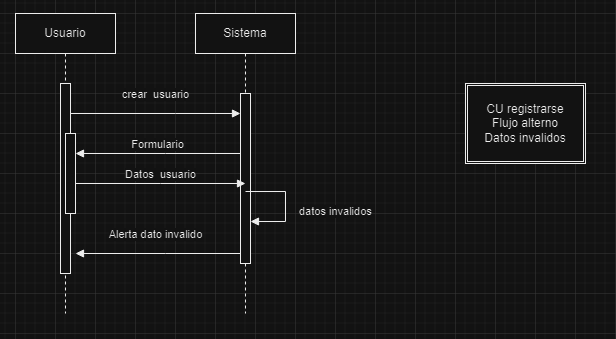 Usuario
Sistema
crear usuario
Formulario
Datos usuario
datos invalidos
Alerta dato invalido
CU registrarse
Flujo alterno
Datos invalidos